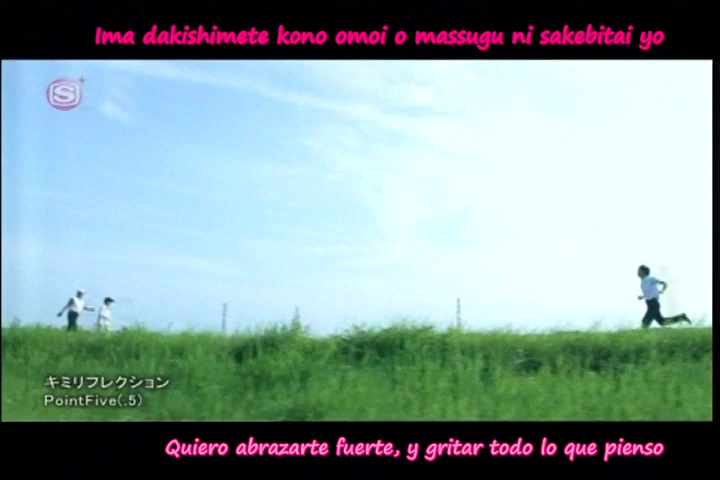 Ima dakishimete kono omoi o massugu ni sakebitai yo
S+
キミリフレクション
PointFive(.5)
Quiero abrazarte fuerte, y gritar todo lo que pienso